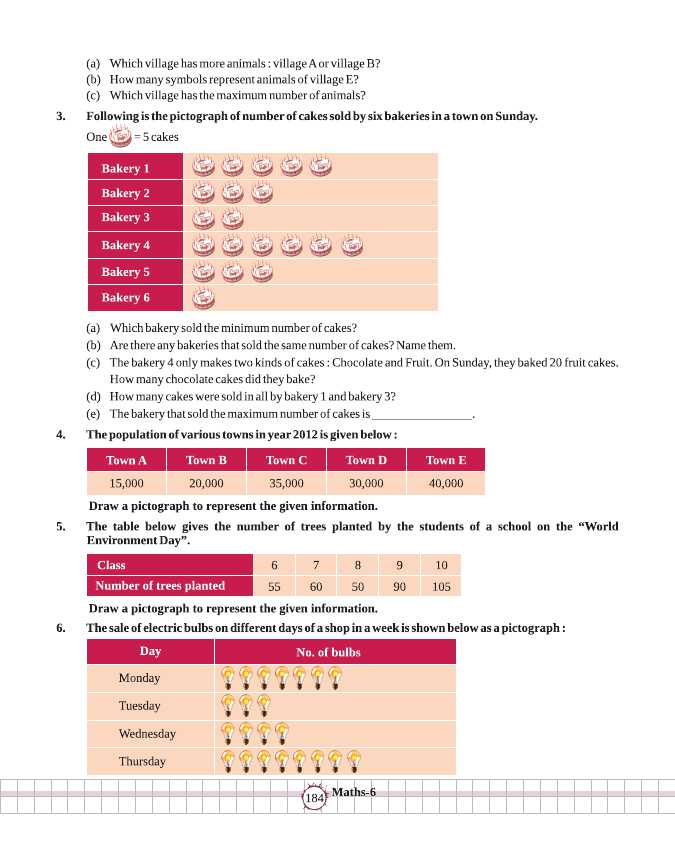 (a) Which village has more animals : village A or village B?
(b) How many symbols represent animals of village E?
(c) Which village has the maximum number of animals?
3. Following is the pictograph of number of cakes sold by six bakeries in a town on Sunday.
One = 5 cakes
Bakery 1
Bakery 2
Bakery 3
Bakery 4
Bakery 5
Bakery 6
(a) Which bakery sold the minimum number of cakes?
(b) Are there any bakeries that sold the same number of cakes? Name them.
(c) The bakery 4 only makes two kinds of cakes : Chocolate and Fruit. On Sunday, they baked 20 fruit cakes.
How many chocolate cakes did they bake?
(d) How many cakes were sold in all by bakery 1 and bakery 3?
(e) The bakery that sold the maximum number of cakes is ________________.
4. The population of various towns in year 2012 is given below :
Town A Town B Town C Town D Town E
15,000 20,000 35,000 30,000 40,000
Draw a pictograph to represent the given information.
5. The table below gives the number of trees planted by the students of a school on the “World
Environment Day”.
Class 6 7 8 9 10
Number of trees planted 55 60 50 90 105
Draw a pictograph to represent the given information.
6. The sale of electric bulbs on different days of a shop in a week is shown below as a pictograph :
Day No. of bulbs
Monday
Tuesday
Wednesday
Thursday
184 Maths-6